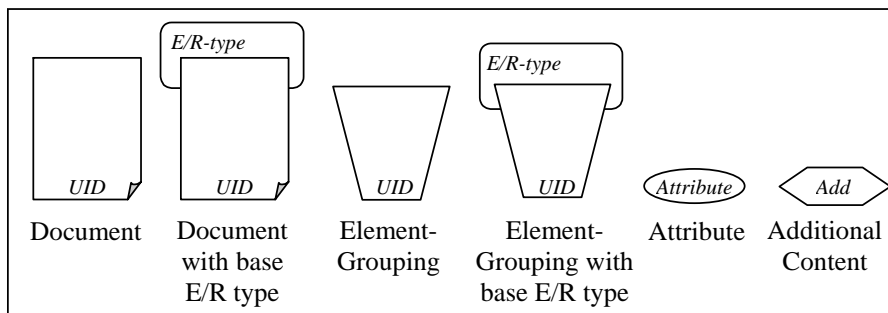 E/R-type
E/R-type
UID
UID
UID
UID
Attribute
Add
Document
Document
with base
E/R type
Element-
Grouping
Element-
Grouping with
base E/R type
Attribute
Additional
Content